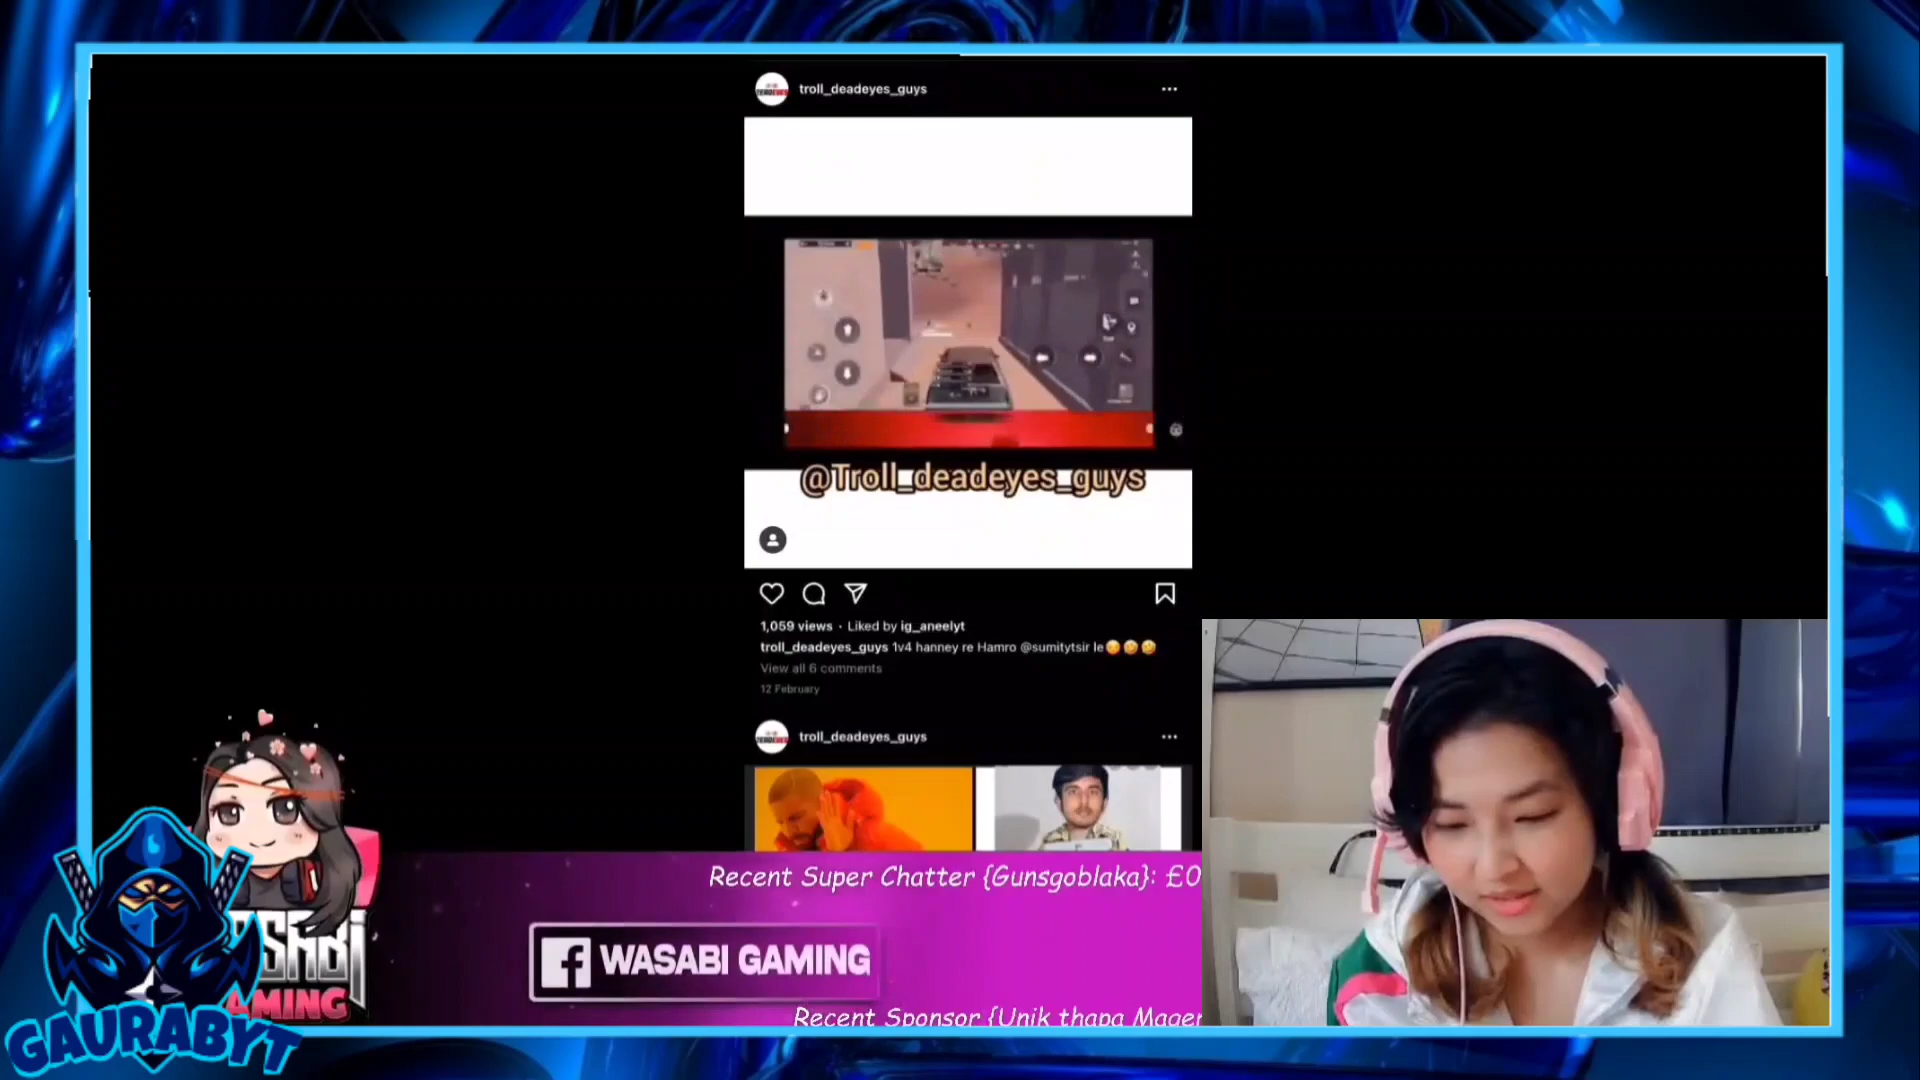 troll_deadeyes_guys
@Troll_deadeyes_guys
1,059 views · Liked by ig_aneelyt
troll_deadeyes_guys 1v4 hanney re Hamro @sumitytsir le😏🤣🤣
View all 6 comments
12 February
troll_deadeyes_guys
Recent Super Chatter {Gunsgoblaka}: £0
WASABI GAMING
Recent Sponsor {Unik thapa Mager
GAURABYT